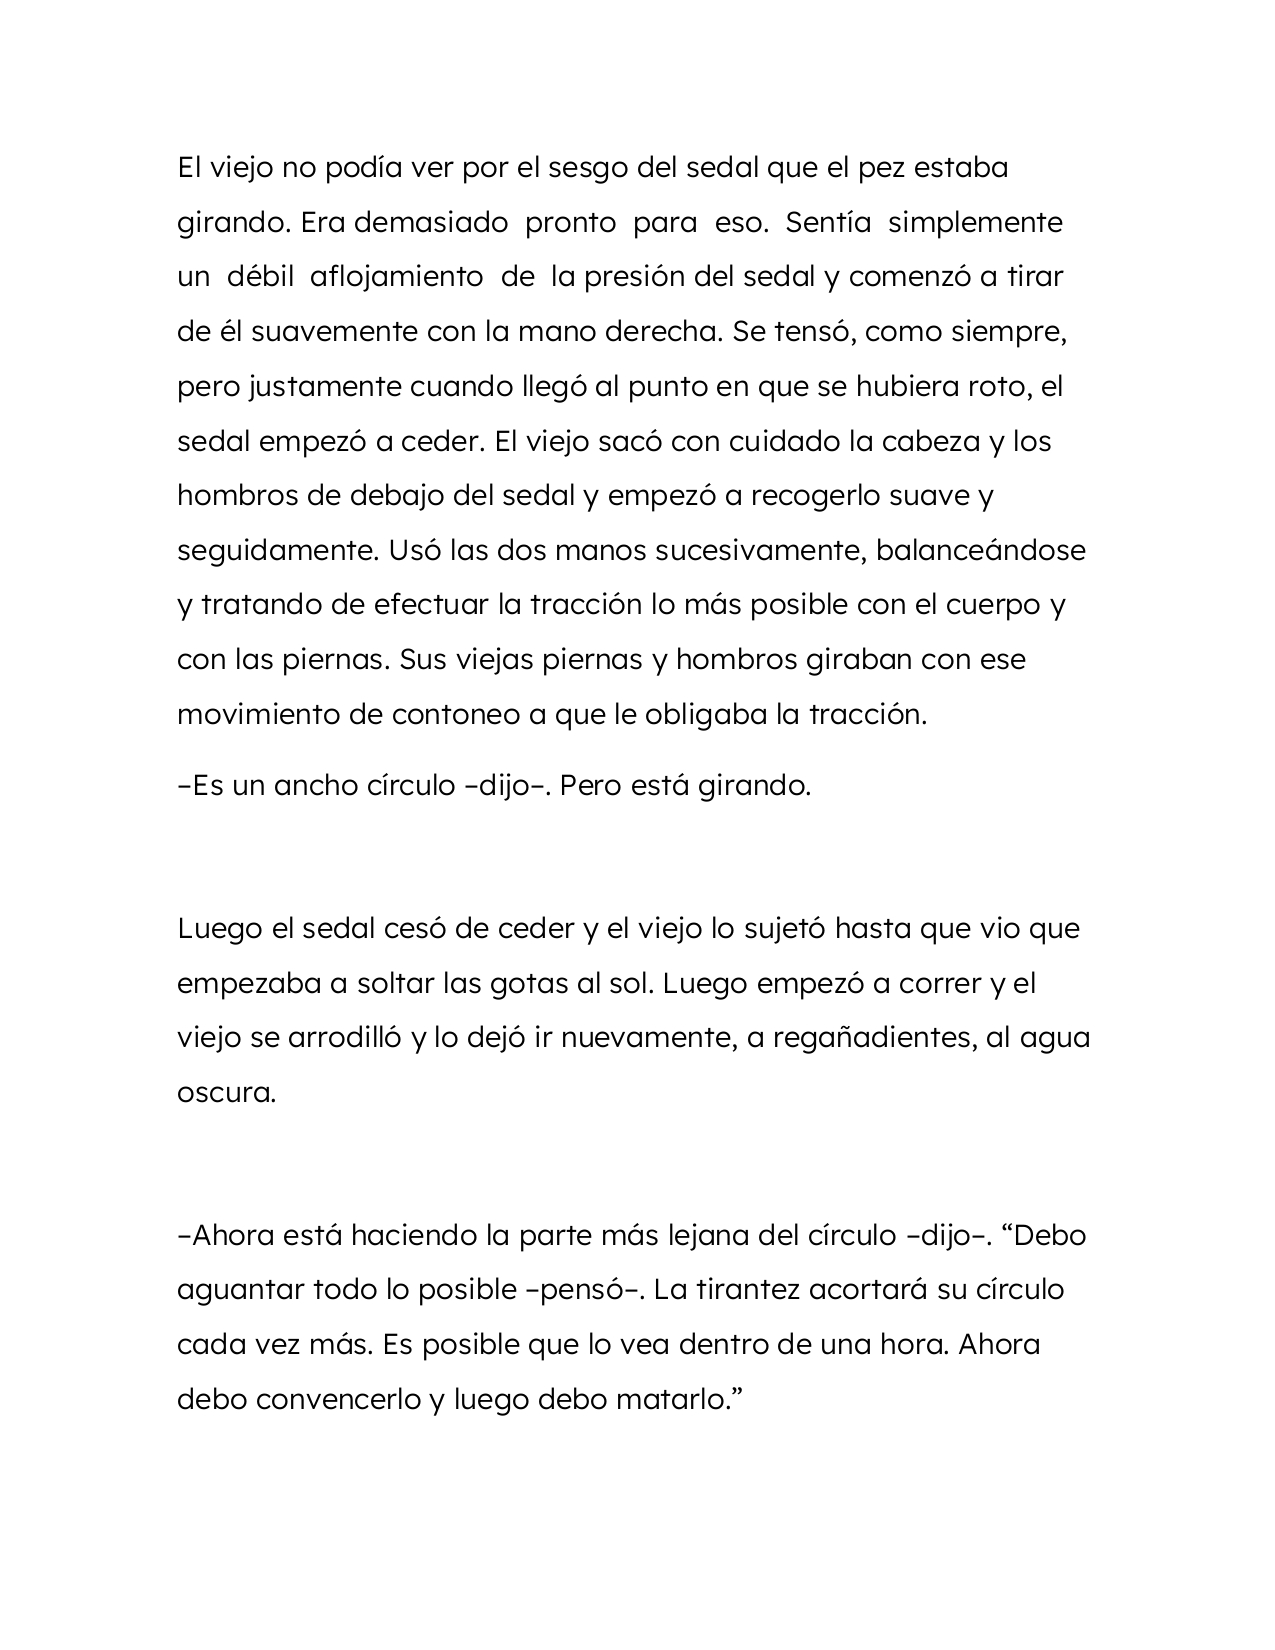 El viejo no podía ver por el sesgo del sedal que el pez estaba
girando. Era demasiado pronto para eso. Sentía simplemente
un débil aflojamiento de la presión del sedal y comenzó a tirar
de él suavemente con la mano derecha. Se tensó, como siempre,
pero justamente cuando llegó al punto en que se hubiera roto, el
sedal empezó a ceder. El viejo sacó con cuidado la cabeza y los
hombros de debajo del sedal y empezó a recogerlo suave y
seguidamente. Usó las dos manos sucesivamente, balanceándose
y tratando de efectuar la tracción lo más posible con el cuerpo y
con las piernas. Sus viejas piernas y hombros giraban con ese
movimiento de contoneo a que le obligaba la tracción.
–Es un ancho círculo –dijo–. Pero está girando.
Luego el sedal cesó de ceder y el viejo lo sujetó hasta que vio que
empezaba a soltar las gotas al sol. Luego empezó a correr y el
viejo se arrodilló y lo dejó ir nuevamente, a regañadientes, al agua
oscura.
–Ahora está haciendo la parte más lejana del círculo –dijo–. “Debo
aguantar todo lo posible –pensó–. La tirantez acortará su círculo
cada vez más. Es posible que lo vea dentro de una hora. Ahora
debo convencerlo y luego debo matarlo.”